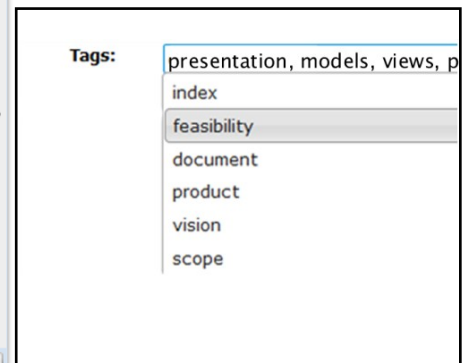 Tags: presentation, models, views, p
index
feasibility
document
product
vision
scope